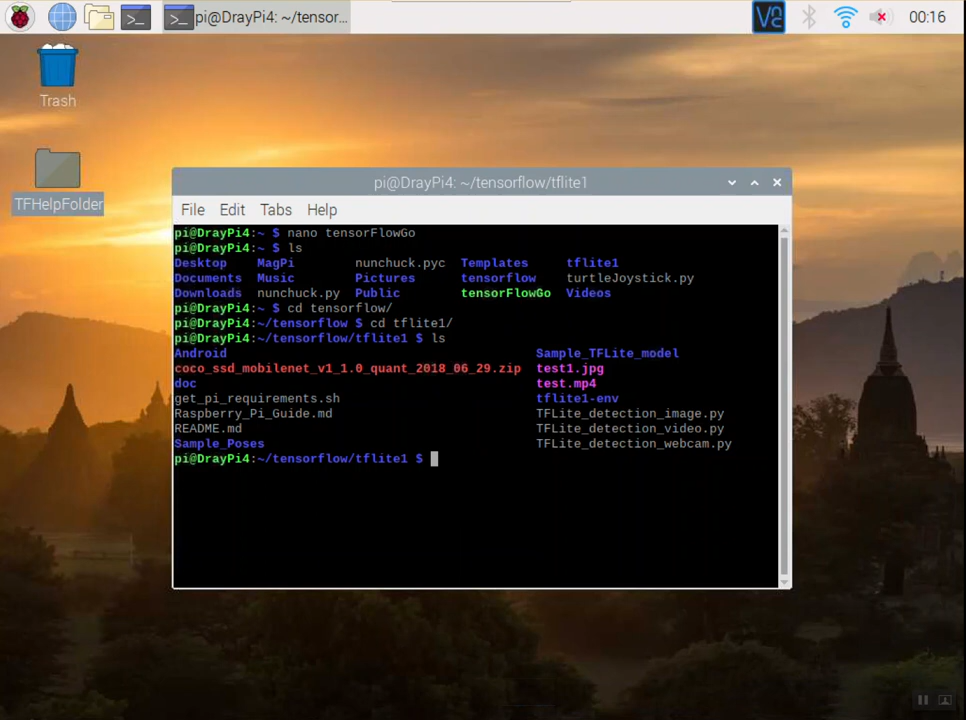 pi@DrayPi4: ~/tensor...
00:16
Trash
TFHelpFolder
pi@DrayPi4: ~/tensorflow/tflite1
File Edit Tabs Help
pi@DrayPi4:~ $ nano tensorFlowGo
pi@DrayPi4:~ $ ls
Desktop MagPi nunchuck.pyc Templates tflite1
Documents Music Pictures tensorflow turtleJoystick.py
Downloads nunchuck.py Public tensorFlowGo Videos
pi@DrayPi4:~ $ cd tensorflow/
pi@DrayPi4:~/tensorflow $ cd tflite1/
pi@DrayPi4:~/tensorflow/tflite1 $ ls
Android Sample_TFLite_model
coco_ssd_mobilenet_v1_1.0_quant_2018_06_29.zip test1.jpg
doc test.mp4
get_pi_requirements.sh tflite1-env
Raspberry_Pi_Guide.md TFLite_detection_image.py
README.md TFLite_detection_video.py
Sample_Poses TFLite_detection_webcam.py
pi@DrayPi4:~/tensorflow/tflite1 $